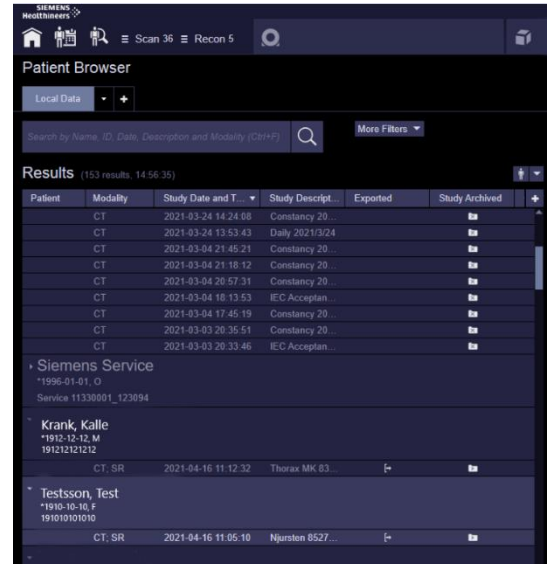 SIEMENS
Healthineers
Scan 36 Recon 5
Patient Browser
Local Data
Search by Name, ID, Date, Description and Modality (Ctrl+F)
More Filters
Results (153 results, 14:56:35)
Patient Modality Study Date and T... Study Descript... Exported Study Archived
CT 2021-03-24 14:24:08 Constancy 20...
CT 2021-03-24 13:53:43 Daily 2021/3/24
CT 2021-03-04 21:45:21 Constancy 20...
CT 2021-03-04 21:18:12 Constancy 20...
CT 2021-03-04 20:57:31 Constancy 20...
CT 2021-03-04 18:13:53 IEC Acceptan...
CT 2021-03-04 17:45:19 Constancy 20...
CT 2021-03-03 20:35:51 Constancy 20...
CT 2021-03-03 20:33:46 IEC Acceptan...
Siemens Service
*1996-01-01, O
Service 11330001_123094
Krank, Kalle
*1912-12-12, M
191212121212
CT, SR 2021-04-16 11:12:32 Thorax MK 83...
Testsson, Test
*1910-10-10, F
191010101010
CT; SR 2021-04-16 11:05:10 Njursten 8527...